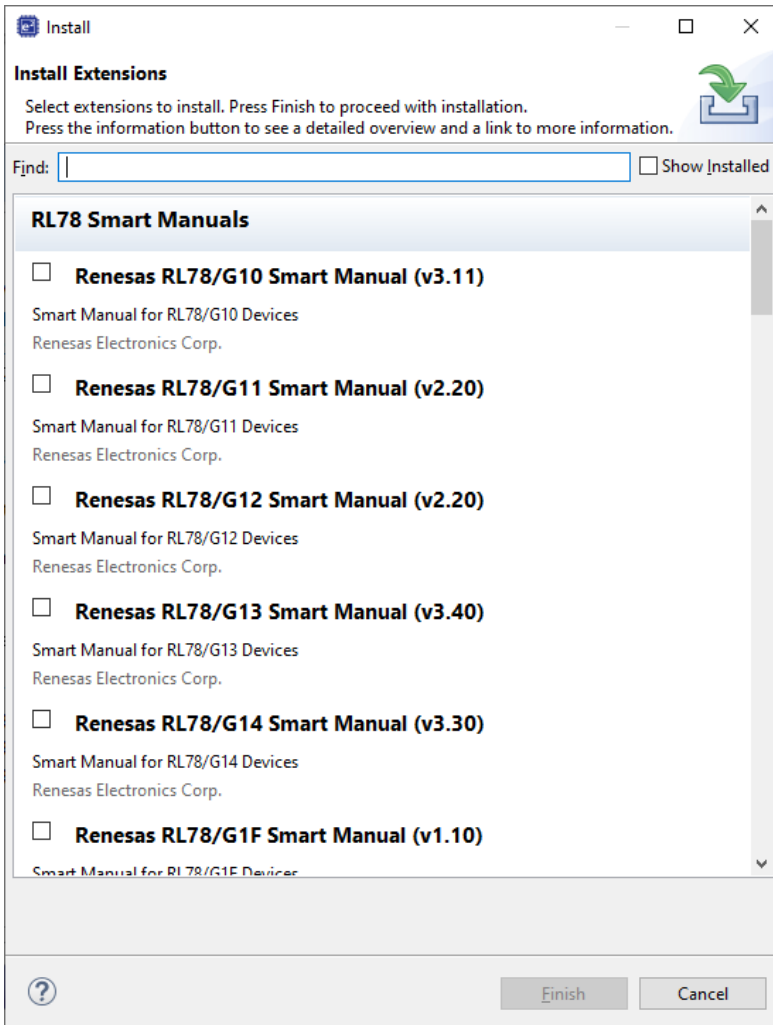 Install
Install Extensions
Select extensions to install. Press Finish to proceed with installation.
Press the information button to see a detailed overview and a link to more information.
Find:
Show Installed
RL78 Smart Manuals
Renesas RL78/G10 Smart Manual (v3.11)
Smart Manual for RL78/G10 Devices
Renesas Electronics Corp.
Renesas RL78/G11 Smart Manual (v2.20)
Smart Manual for RL78/G11 Devices
Renesas Electronics Corp.
Renesas RL78/G12 Smart Manual (v2.20)
Smart Manual for RL78/G12 Devices
Renesas Electronics Corp.
Renesas RL78/G13 Smart Manual (v3.40)
Smart Manual for RL78/G13 Devices
Renesas Electronics Corp.
Renesas RL78/G14 Smart Manual (v3.30)
Smart Manual for RL78/G14 Devices
Renesas Electronics Corp.
Renesas RL78/G1F Smart Manual (v1.10)
Smart Manual for RL78/G1F Devices
Finish
Cancel